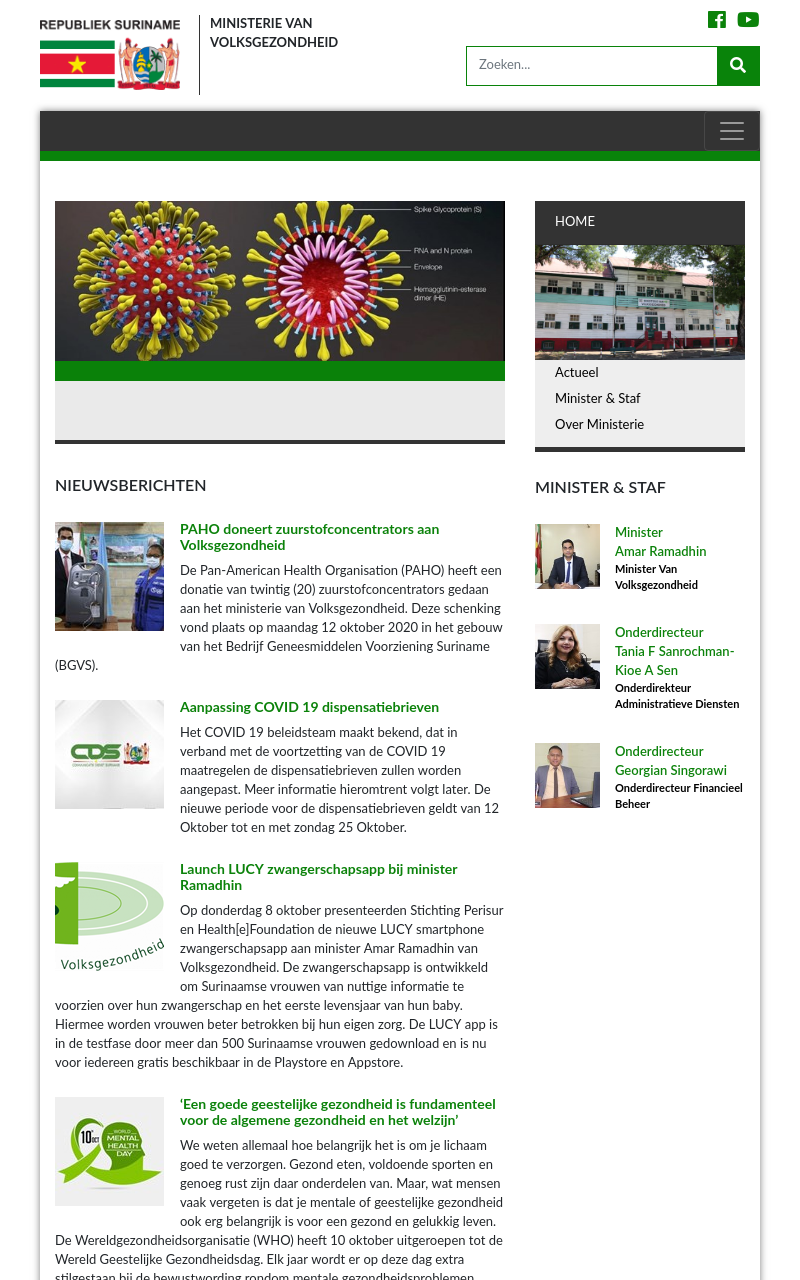 REPUBLIEK SURINAME
MINISTERIE VAN
VOLKSGEZONDHEID
Zoeken...
Spike Glycoprotein (S)
RNA and N protein
Envelope
Hemagglutinin-esterase
dimer (HE)
HOME
Actueel
Minister & Staf
Over Ministerie
NIEUWSBERICHTEN
PAHO doneert zuurstofconcentrators aan
Volksgezondheid
De Pan-American Health Organisation (PAHO) heeft een
donatie van twintig (20) zuurstofconcentrators gedaan
aan het ministerie van Volksgezondheid. Deze schenking
vond plaats op maandag 12 oktober 2020 in het gebouw
van het Bedrijf Geneesmiddelen Voorziening Suriname
(BGVS).
CDS
Aanpassing COVID 19 dispensatiebrieven
Het COVID 19 beleidsteam maakt bekend, dat in
verband met de voortzetting van de COVID 19
maatregelen de dispensatiebrieven zullen worden
aangepast. Meer informatie hieromtrent volgt later. De
nieuwe periode voor de dispensatiebrieven geldt van 12
Oktober tot en met zondag 25 Oktober.
Volksgezondheid
Launch LUCY zwangerschapsapp bij minister
Ramadhin
Op donderdag 8 oktober presenteerden Stichting Perisur
en Health[e]Foundation de nieuwe LUCY smartphone
zwangerschapsapp aan minister Amar Ramadhin van
Volksgezondheid. De zwangerschapsapp is ontwikkeld
om Surinaamse vrouwen van nuttige informatie te
voorzien over hun zwangerschap en het eerste levensjaar van hun baby.
Hiermee worden vrouwen beter betrokken bij hun eigen zorg. De LUCY app is
in de testfase door meer dan 500 Surinaamse vrouwen gedownload en is nu
voor iedereen gratis beschikbaar in de Playstore en Appstore.
10 OCT
WORLD
MENTAL
HEALTH
DAY
‘Een goede geestelijke gezondheid is fundamenteel
voor de algemene gezondheid en het welzijn’
We weten allemaal hoe belangrijk het is om je lichaam
goed te verzorgen. Gezond eten, voldoende sporten en
genoeg rust zijn daar onderdelen van. Maar, wat mensen
vaak vergeten is dat je mentale of geestelijke gezondheid
ook erg belangrijk is voor een gezond en gelukkig leven.
De Wereldgezondheidsorganisatie (WHO) heeft 10 oktober uitgeroepen tot de
Wereld Geestelijke Gezondheidsdag. Elk jaar wordt er op deze dag extra
stilgestaan bij de bewustwording rondom mentale gezondheidsproblemen
MINISTER & STAF
Minister
Amar Ramadhin
Minister Van
Volksgezondheid
Onderdirecteur
Tania F Sanrochman-
Kioe A Sen
Onderdirekteur
Administratieve Diensten
Onderdirecteur
Georgian Singorawi
Onderdirecteur Financieel
Beheer